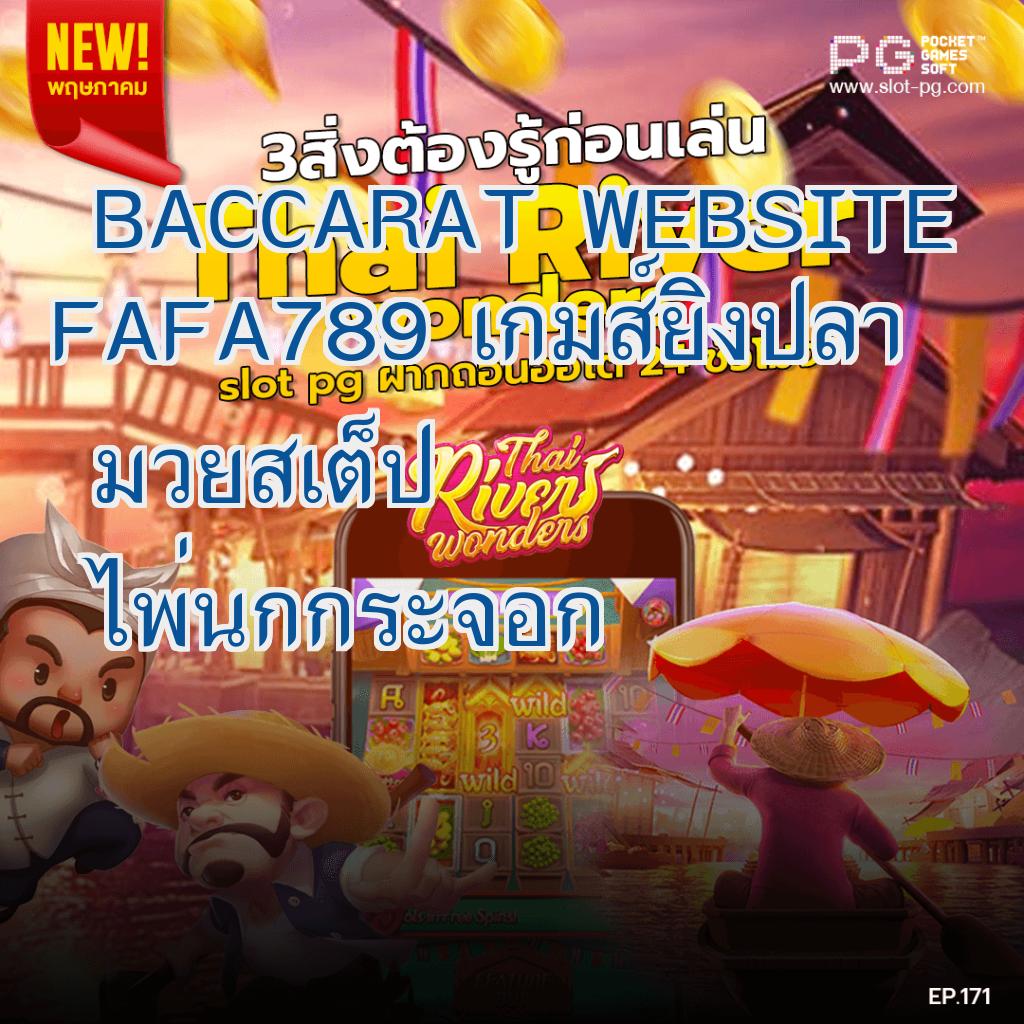 NEW!
พฤษภาคม
PG POCKET GAMES SOFT™
www.slot-pg.com
3สิ่งต้องรู้ก่อนเล่น
Thai River
BACCARAT WEBSITE
FAFA789 เกมส์ยิงปลา
slot pg ฝากถอนออโต้ 24
มวยสเต็ป
ไพ่นกกระจอก
Thai
River
Wonders
A
wild
10
3
K
wild
10
J
Q
EP.171